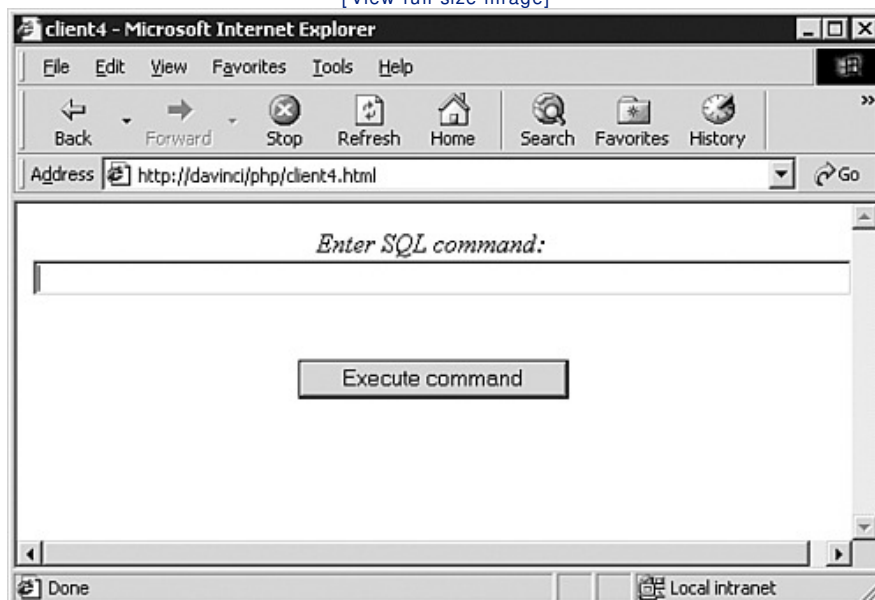 [View full size image]
client4 - Microsoft Internet Explorer
File Edit View Favorites Tools Help
Back Forward Stop Refresh Home Search Favorites History »
Address http://davinci/php/client4.html Go
Enter SQL command:
Execute command
Done Local intranet